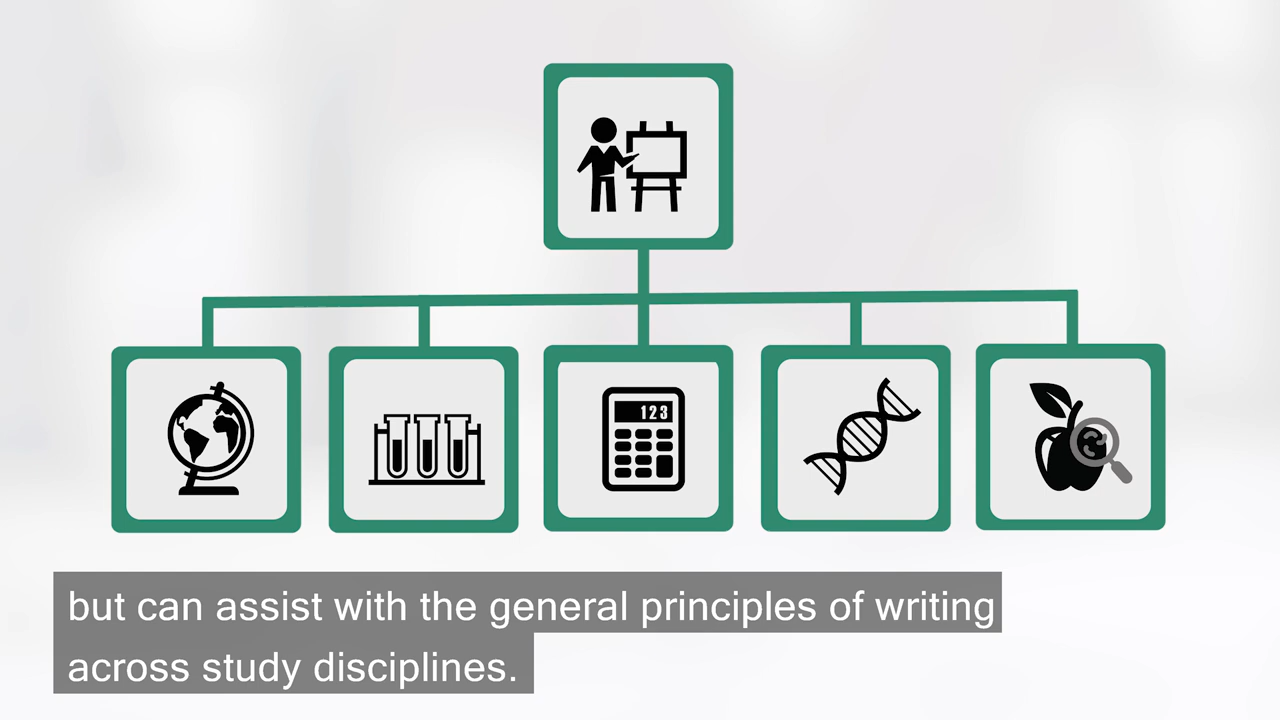 123
but can assist with the general principles of writing
across study disciplines.